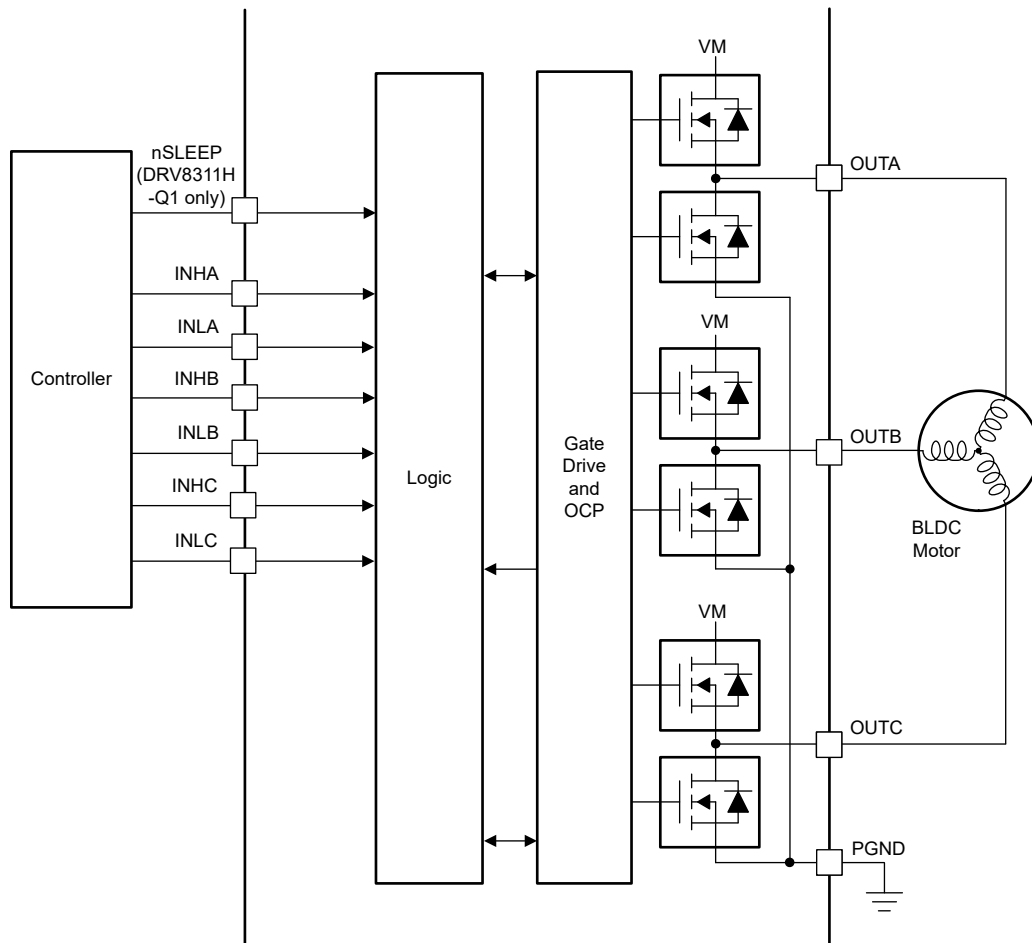 VM
nSLEEP
(DRV8311H
-Q1 only)
OUTA
INHA
INLA
VM
Controller
INHB
OUTB
INLB
Logic
Gate
Drive
and
OCP
INHC
BLDC
Motor
INLC
VM
OUTC
PGND